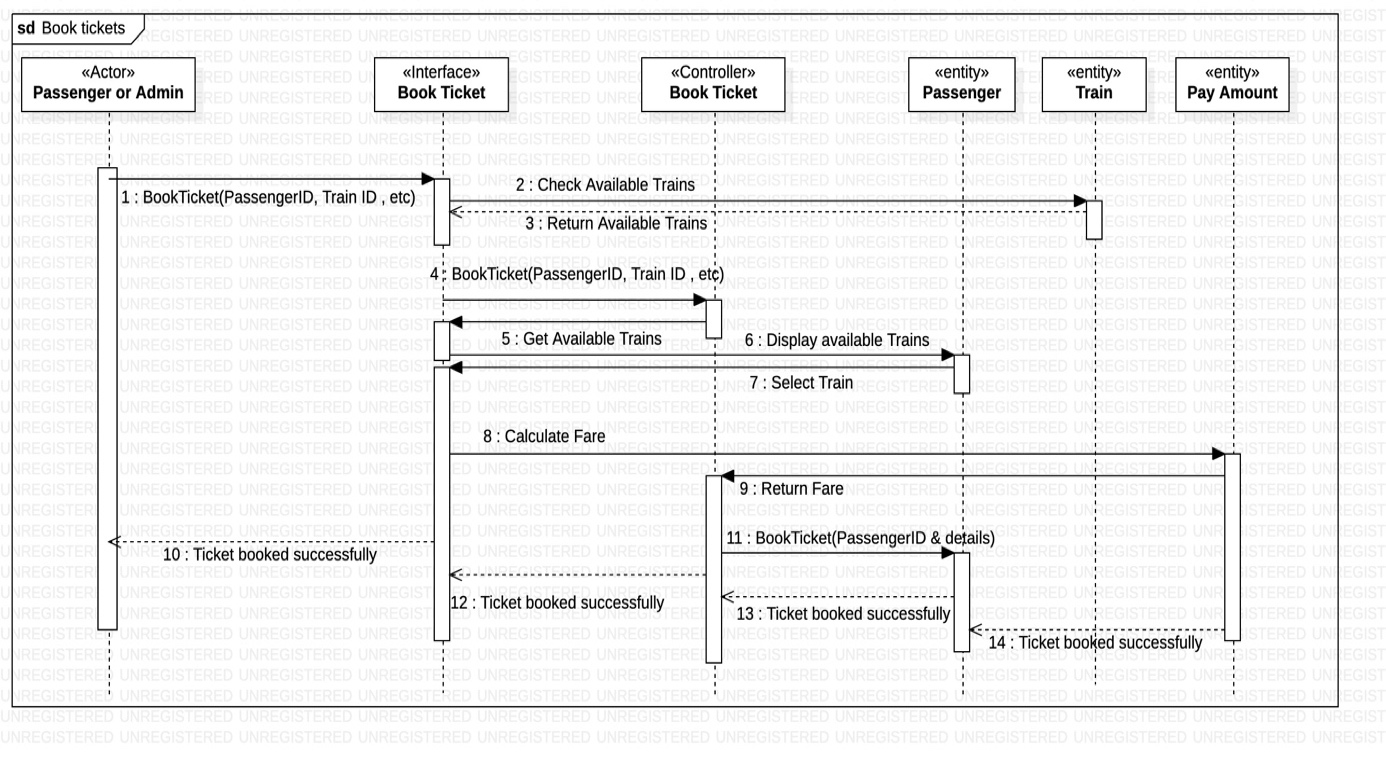 sd Book tickets
«Actor»
Passenger or Admin
«Interface»
Book Ticket
«Controller»
Book Ticket
«entity»
Passenger
«entity»
Train
«entity»
Pay Amount
1 : BookTicket(PassengerID, Train ID , etc)
2 : Check Available Trains
3 : Return Available Trains
4 : BookTicket(PassengerID, Train ID , etc)
5 : Get Available Trains
6 : Display available Trains
7 : Select Train
8 : Calculate Fare
9 : Return Fare
11 : BookTicket(PassengerID & details)
10 : Ticket booked successfully
12 : Ticket booked successfully
13 : Ticket booked successfully
14 : Ticket booked successfully
UNREGISTERED